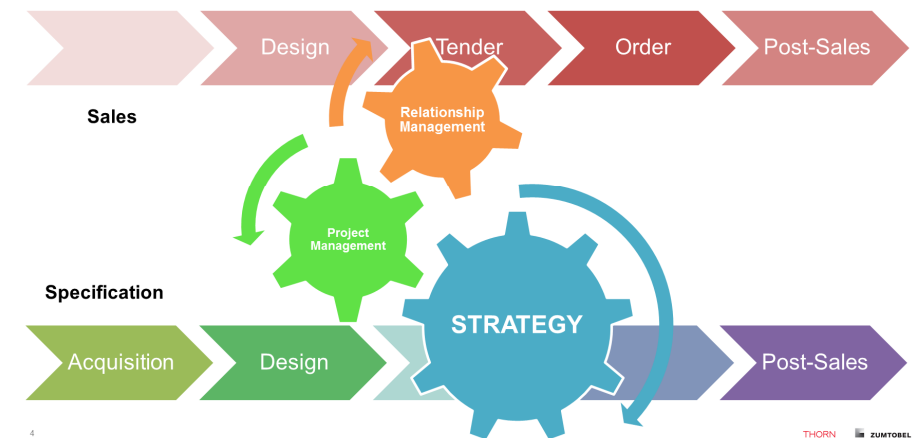 Design
Tender
Order
Post-Sales
Sales
Relationship
Management
Project
Management
Specification
STRATEGY
Acquisition
Design
Post-Sales
4
THORN
ZUMTOBEL